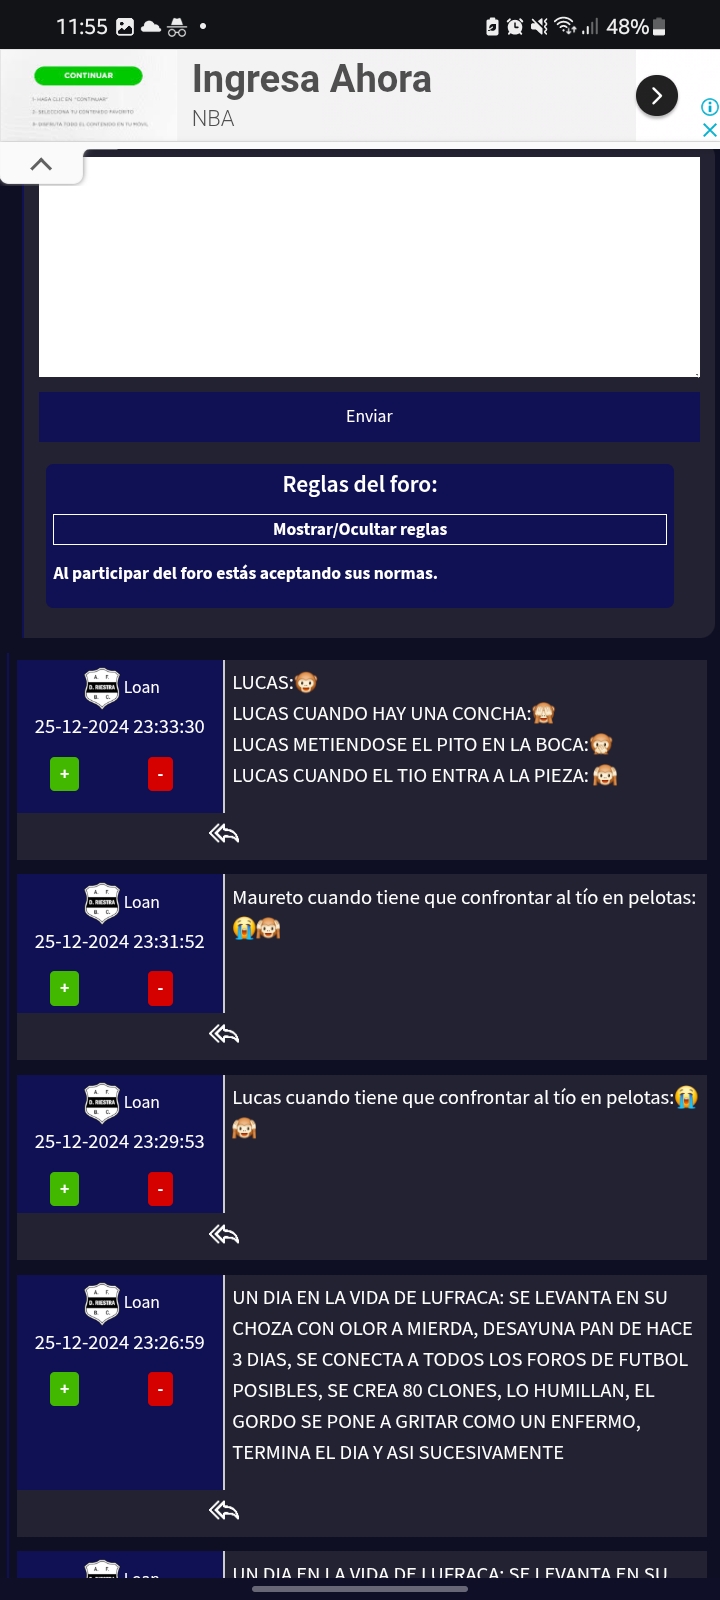 11:55
48%
CONTINUAR
1- HAGA CLIC EN "CONTINUAR"
2- SELECCIONA TU CONTENIDO FAVORITO
3- DISFRUTA TODO EL CONTENIDO EN TU MÓVIL
Ingresa Ahora
NBA
Enviar
Reglas del foro:
Mostrar/Ocultar reglas
Al participar del foro estás aceptando sus normas.
A. F.
D. RIESTRA
B. C.
Loan
25-12-2024 23:33:30
+ -
LUCAS:🐵
LUCAS CUANDO HAY UNA CONCHA:🙈
LUCAS METIENDOSE EL PITO EN LA BOCA:🙊
LUCAS CUANDO EL TIO ENTRA A LA PIEZA: 🙉
A. F.
D. RIESTRA
B. C.
Loan
25-12-2024 23:31:52
+ -
Maureto cuando tiene que confrontar al tío en pelotas:
😭🙉
A. F.
D. RIESTRA
B. C.
Loan
25-12-2024 23:29:53
+ -
Lucas cuando tiene que confrontar al tío en pelotas:😭
🙉
A. F.
D. RIESTRA
B. C.
Loan
25-12-2024 23:26:59
+ -
UN DIA EN LA VIDA DE LUFRACA: SE LEVANTA EN SU
CHOZA CON OLOR A MIERDA, DESAYUNA PAN DE HACE
3 DIAS, SE CONECTA A TODOS LOS FOROS DE FUTBOL
POSIBLES, SE CREA 80 CLONES, LO HUMILLAN, EL
GORDO SE PONE A GRITAR COMO UN ENFERMO,
TERMINA EL DIA Y ASI SUCESIVAMENTE
A. F.
Loan
UN DIA EN LA VIDA DE LUFRACA: SE LEVANTA EN SU